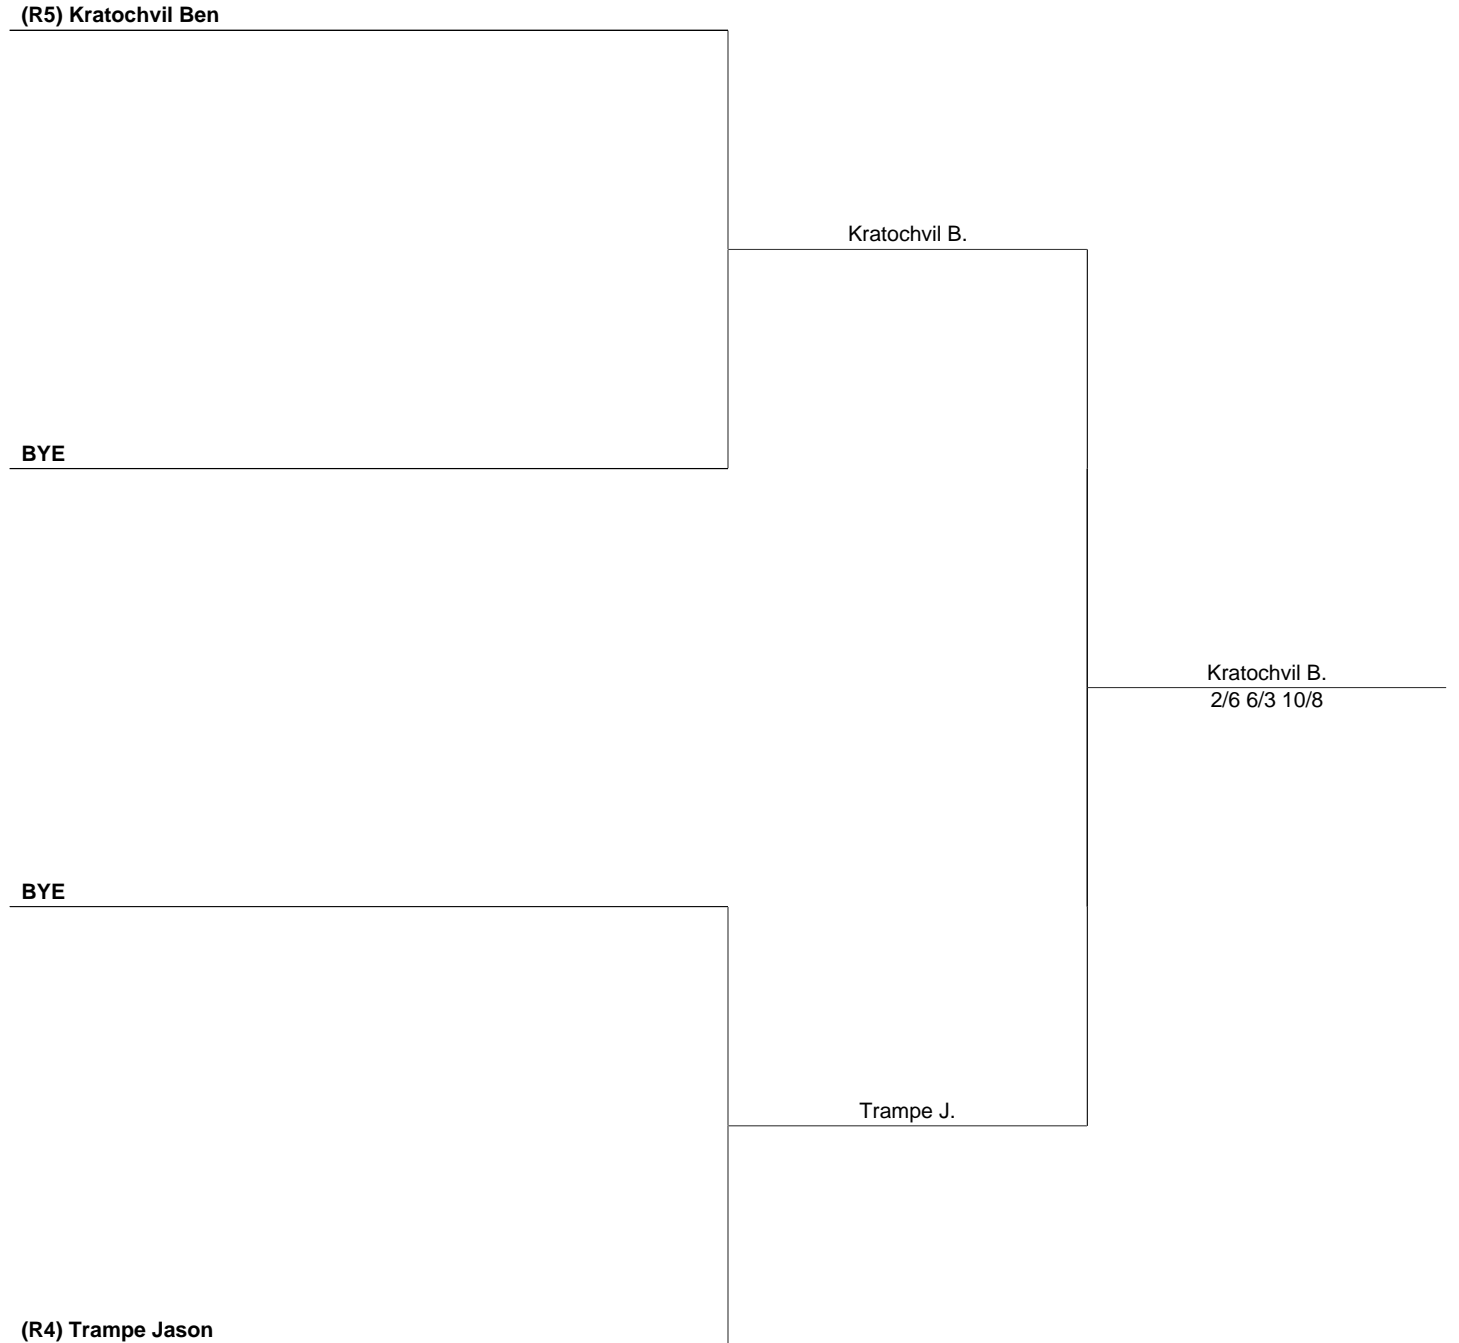 (R5) Kratochvil Ben
Kratochvil B.
BYE
Kratochvil B.
2/6 6/3 10/8
BYE
Trampe J.
(R4) Trampe Jason